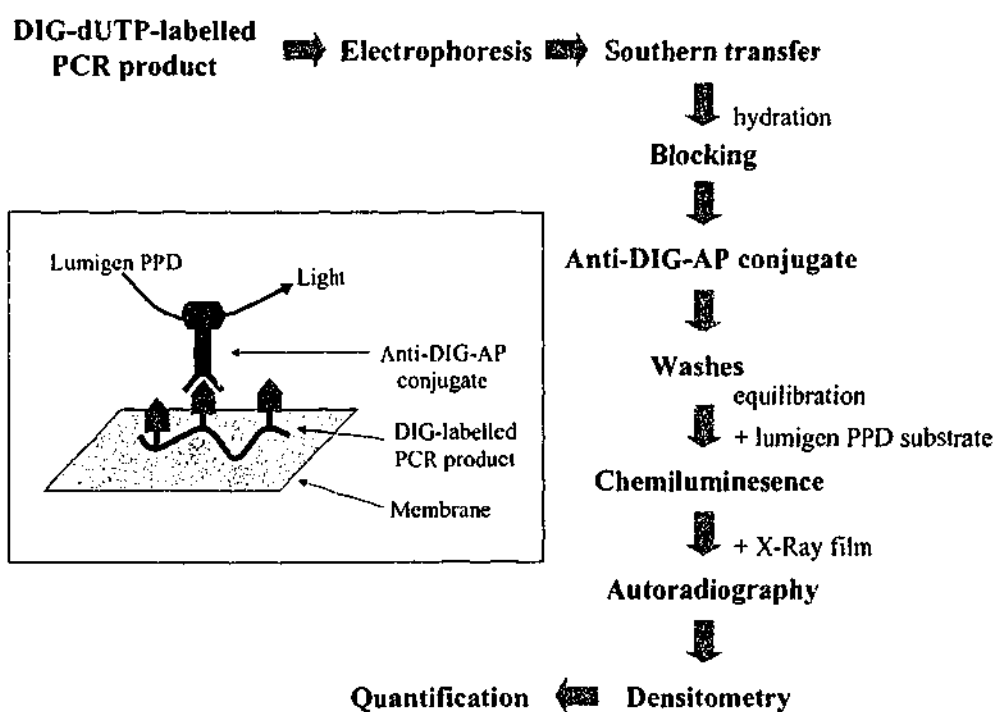 DIG-dUTP-labelled
PCR product
Electrophoresis
Southern transfer
hydration
Blocking
Anti-DIG-AP conjugate
Washes
equilibration
+ lumigen PPD substrate
Chemiluminesence
+ X-Ray film
Autoradiography
Densitometry
Quantification
Lumigen PPD
Light
Anti-DIG-AP
conjugate
DIG-labelled
PCR product
Membrane